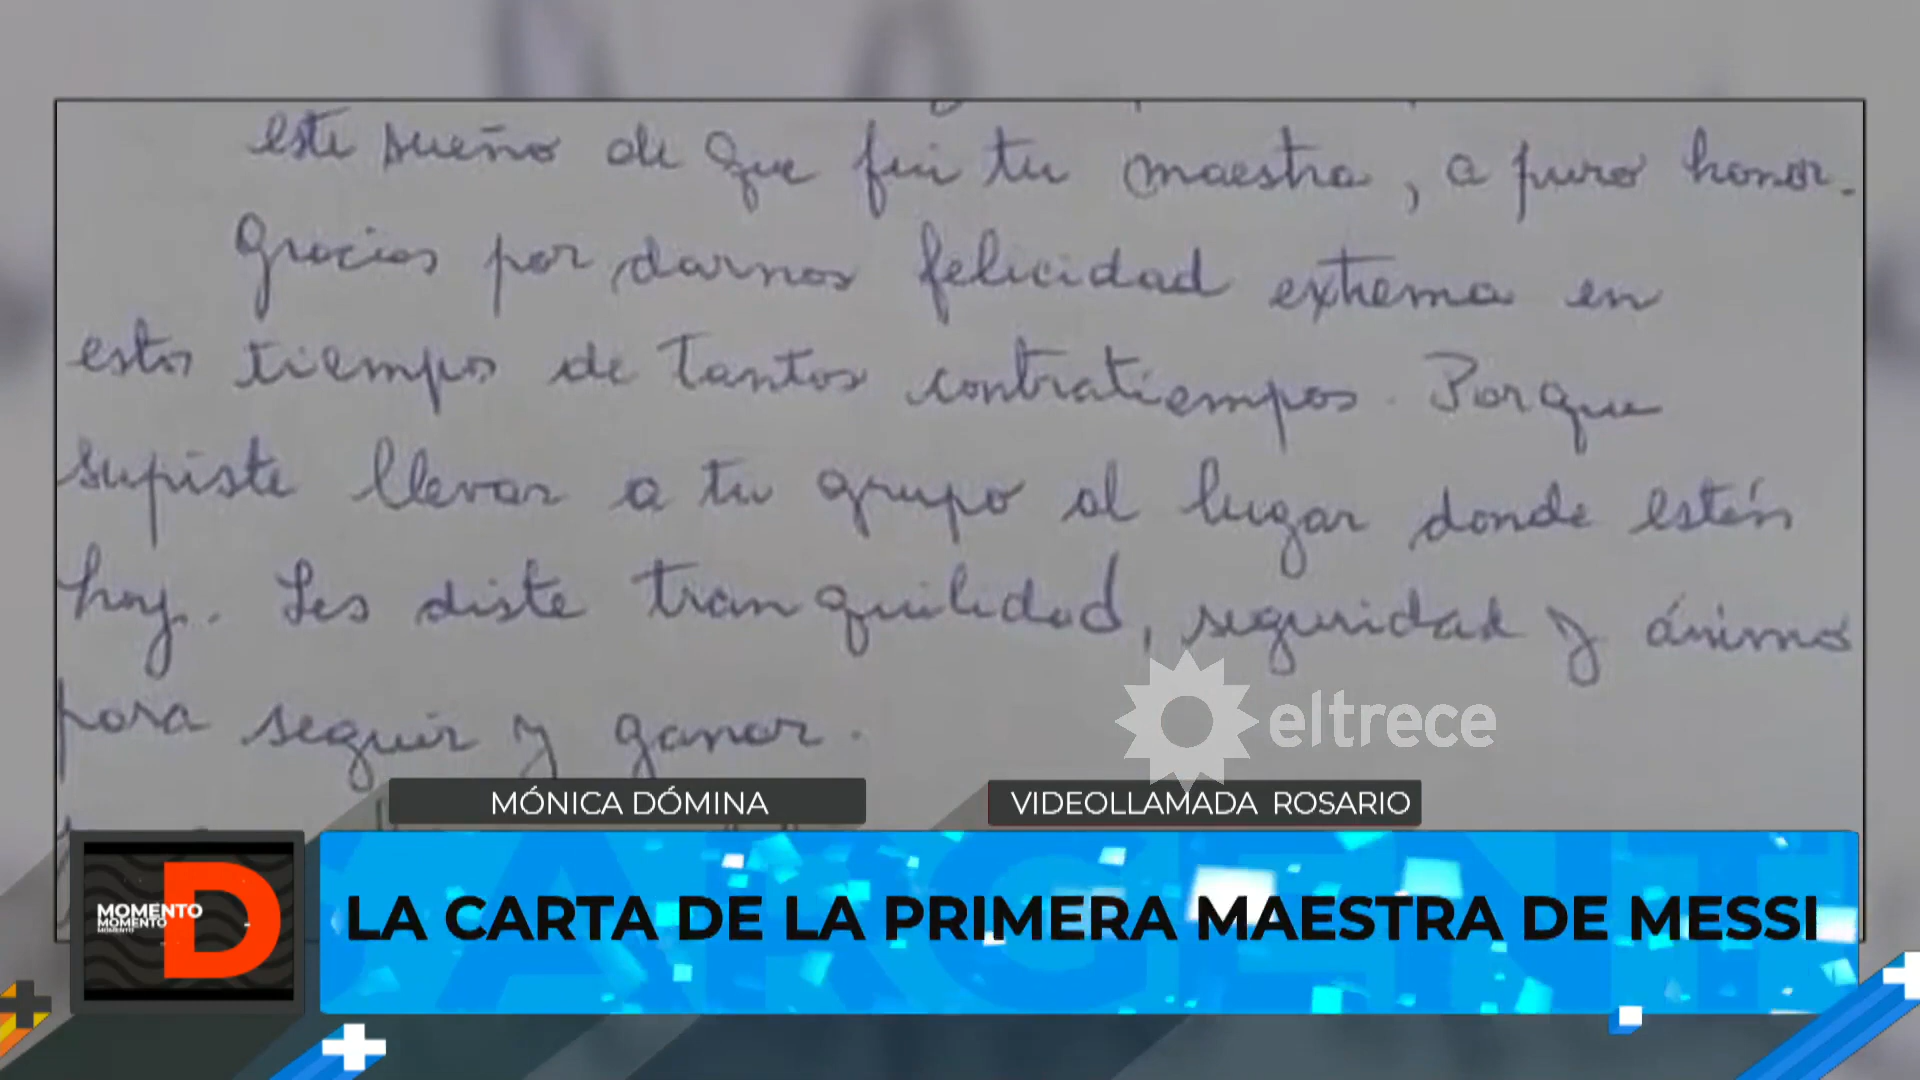 este sueño de que fui tu maestra, a puro honor.
Gracias por darnos felicidad extrema en
estos tiempos de tantos contratiempos. Porque
supiste llevar a tu grupo al lugar donde están
hoy. Les diste tranquilidad, seguridad y ánimo
para seguir y ganar.
eltrece
MÓNICA DÓMINA
VIDEOLLAMADA ROSARIO
MOMENTO
MOMENTO
MOMENTO
D
LA CARTA DE LA PRIMERA MAESTRA DE MESSI